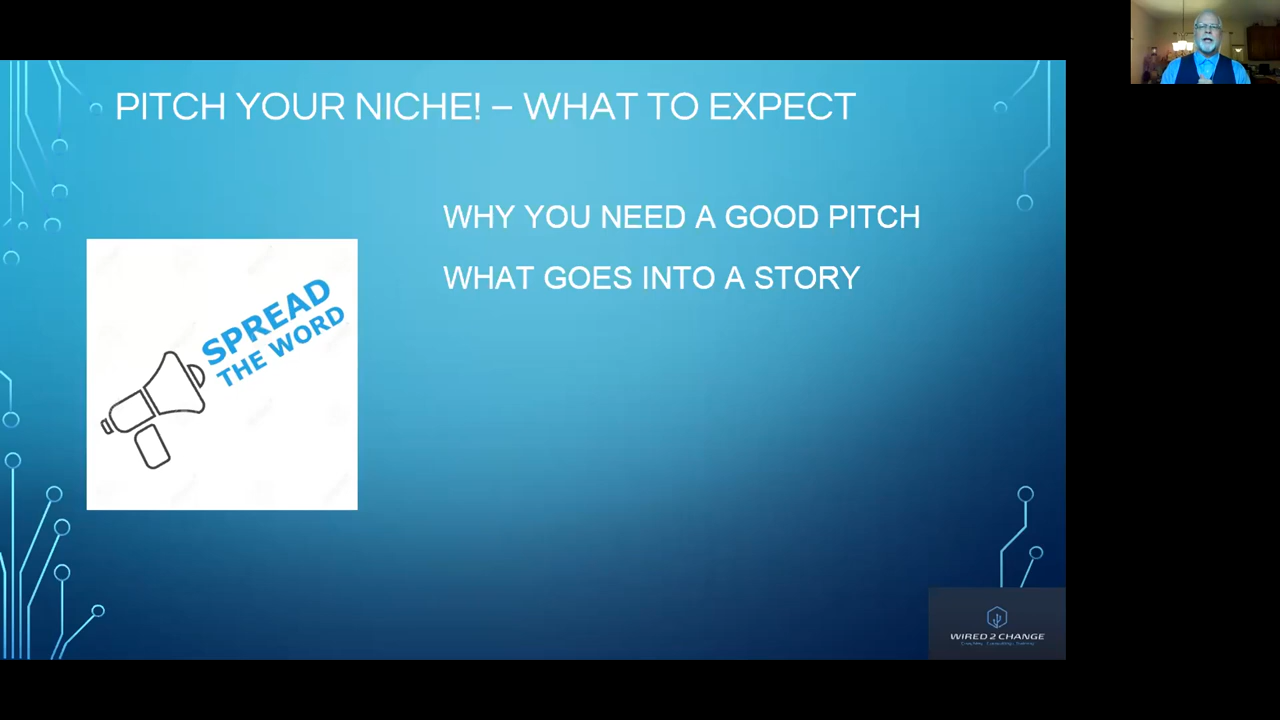 PITCH YOUR NICHE! – WHAT TO EXPECT
WHY YOU NEED A GOOD PITCH
WHAT GOES INTO A STORY
SPREAD
THE WORD
WIRED 2 CHANGE